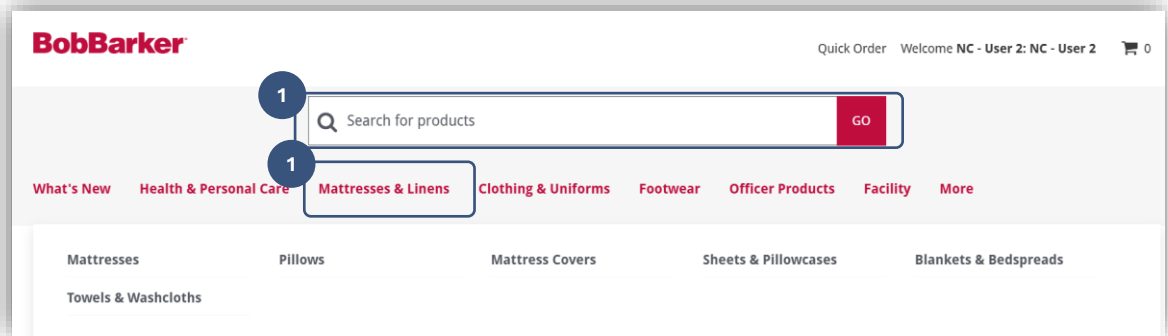 BobBarker
Quick Order Welcome NC - User 2: NC - User 2 0
1
Search for products GO
1
What's New Health & Personal Care Mattresses & Linens Clothing & Uniforms Footwear Officer Products Facility More
Mattresses Pillows Mattress Covers Sheets & Pillowcases Blankets & Bedspreads
Towels & Washcloths